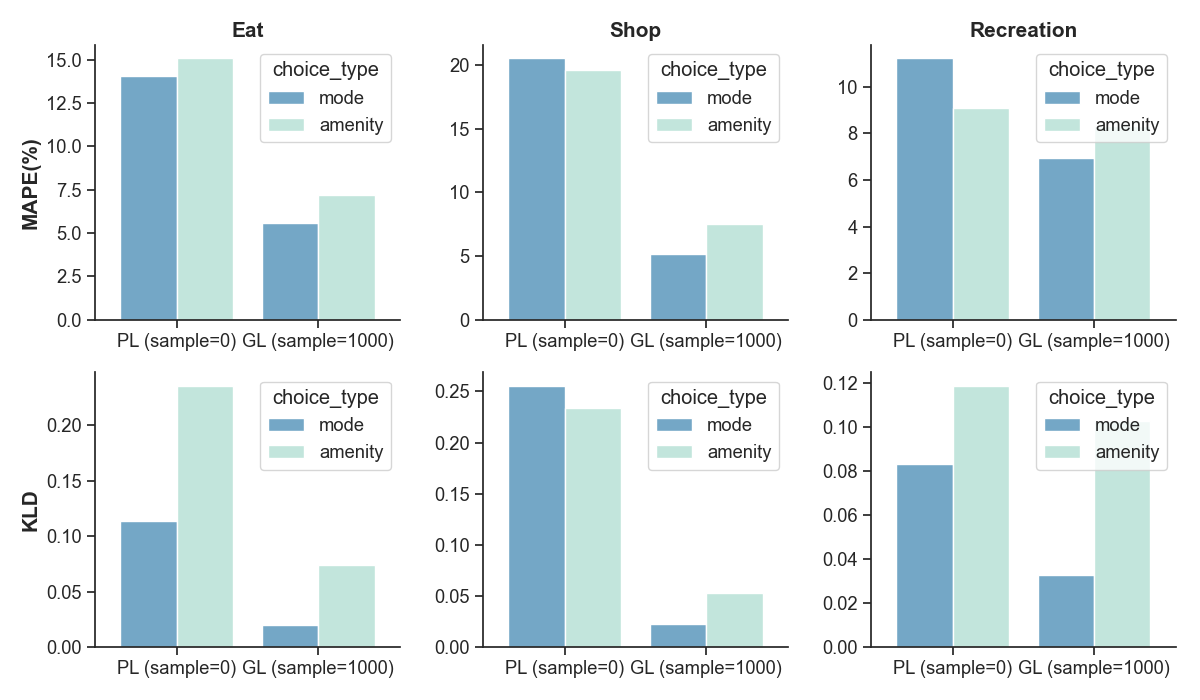 Eat
Shop
Recreation
MAPE(%)
15.0
12.5
10.0
7.5
5.0
2.5
0.0
choice_type
mode
amenity
PL (sample=0)
GL (sample=1000)
20
15
10
5
0
choice_type
mode
amenity
PL (sample=0)
GL (sample=1000)
10
8
6
4
2
0
choice_type
mode
amenity
PL (sample=0)
GL (sample=1000)
KLD
0.20
0.15
0.10
0.05
0.00
choice_type
mode
amenity
PL (sample=0)
GL (sample=1000)
0.25
0.20
0.15
0.10
0.05
0.00
choice_type
mode
amenity
PL (sample=0)
GL (sample=1000)
0.12
0.10
0.08
0.06
0.04
0.02
0.00
choice_type
mode
amenity
PL (sample=0)
GL (sample=1000)